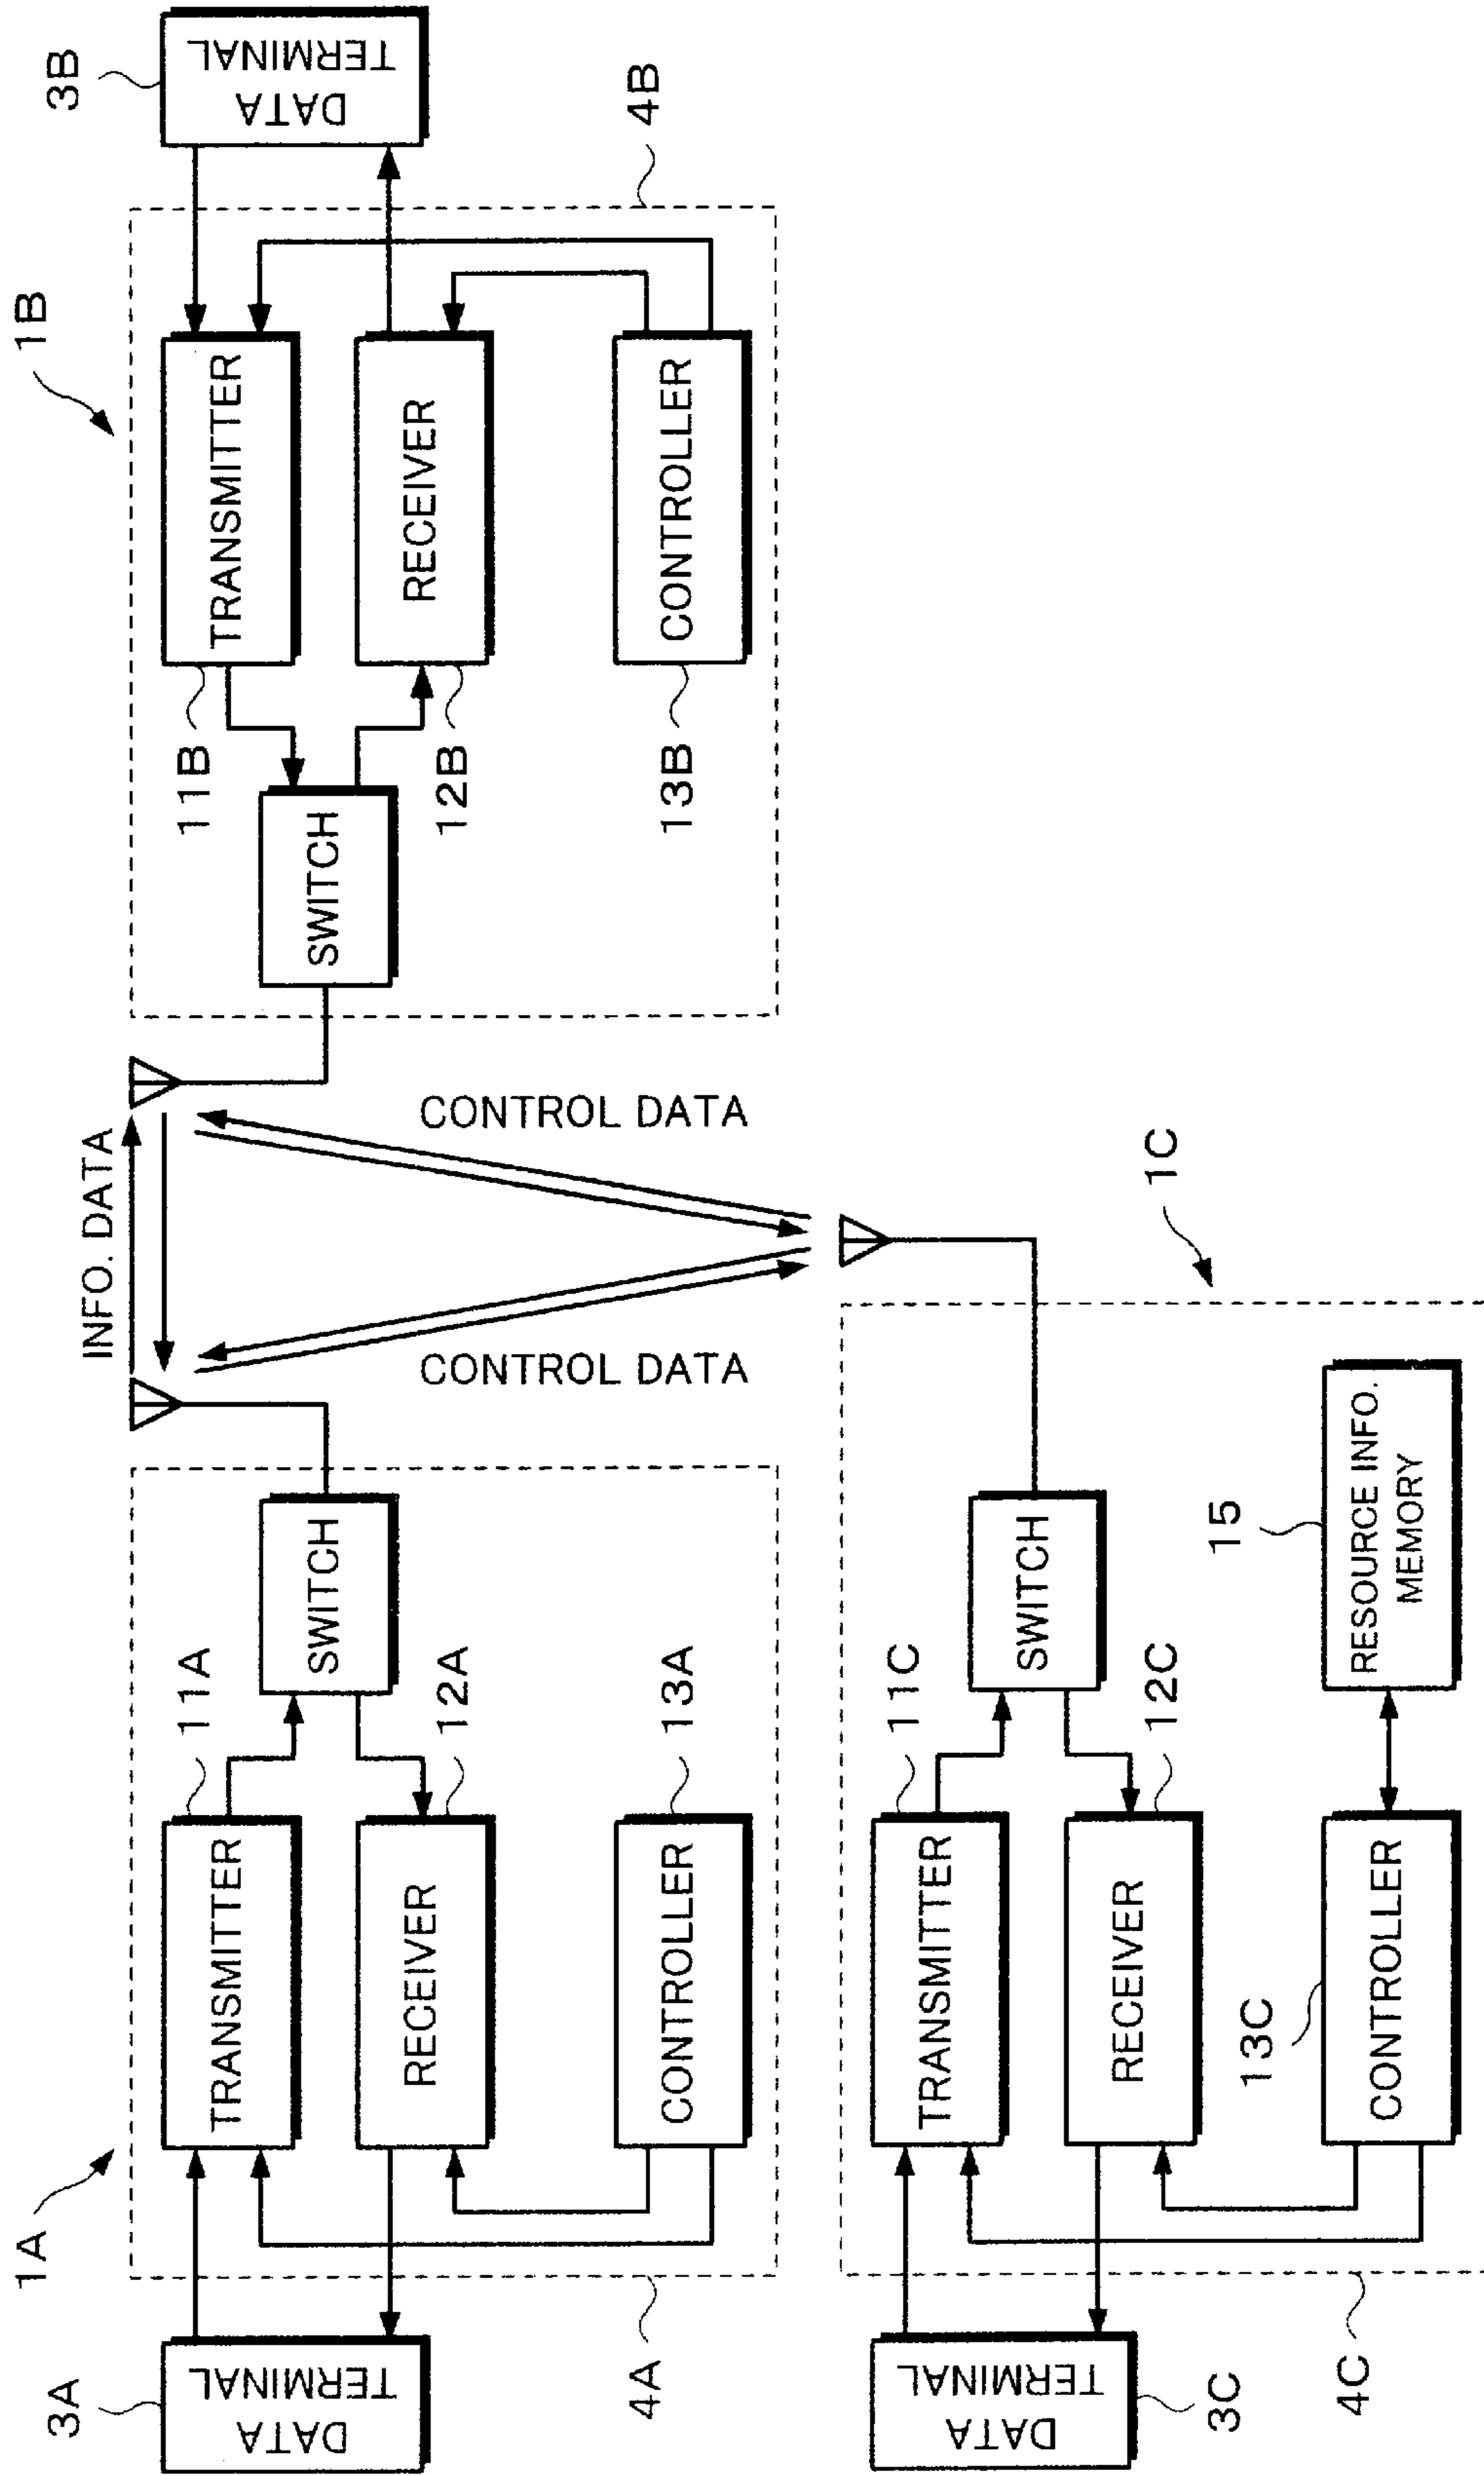 1A
3A
DATA
TERMINAL
4A
TRANSMITTER
11A
RECEIVER
12A
CONTROLLER
13A
SWITCH
INFO. DATA
CONTROL DATA
CONTROL DATA
1B
SWITCH
11B
TRANSMITTER
12B
RECEIVER
13B
CONTROLLER
4B
3B
DATA
TERMINAL
1C
3C
DATA
TERMINAL
4C
TRANSMITTER
11C
RECEIVER
12C
13C
CONTROLLER
SWITCH
15
RESOURCE INFO.
MEMORY